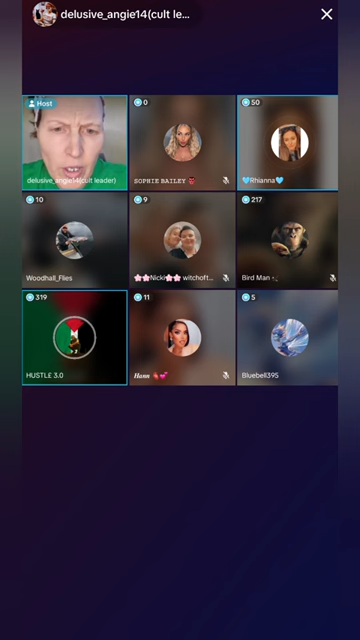 delusive_angie14(cult le...
Host
0
50
delusive_angie14(cult leader)
SOPHIE BAILEY
Rhianna
10
9
217
Woodhall_Flies
Nicki witchoft...
Bird Man
319
11
5
HUSTLE 3.0
Hann
Bluebell395